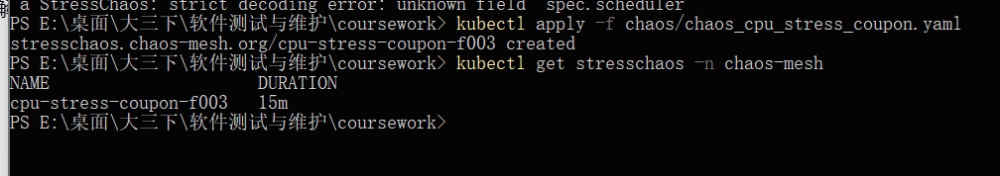 a StressChaos: strict decoding error: unknown field "spec.scheduler"
PS E:\桌面\大三下\软件测试与维护\coursework> kubectl apply -f chaos/chaos_cpu_stress_coupon.yaml
stresschaos.chaos-mesh.org/cpu-stress-coupon-f003 created
PS E:\桌面\大三下\软件测试与维护\coursework> kubectl get stresschaos -n chaos-mesh
NAME DURATION
cpu-stress-coupon-f003 15m
PS E:\桌面\大三下\软件测试与维护\coursework>